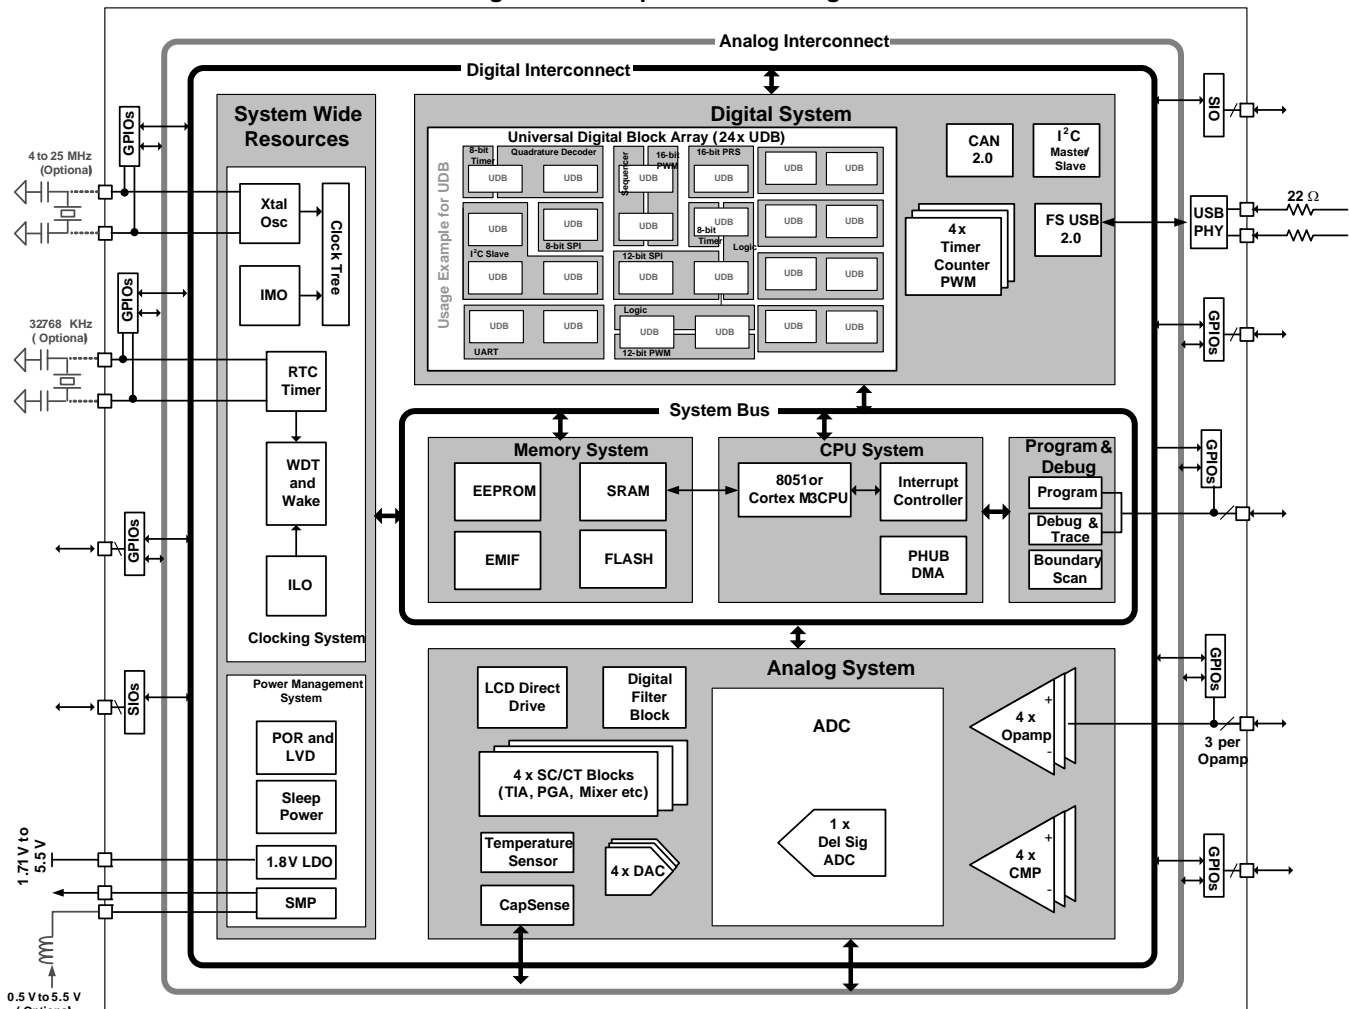 Analog Interconnect
Digital Interconnect
System Wide
Resources
Digital System
Universal Digital Block Array (24x UDB)
Usage Example for UDB
8-bit
Timer
Quadrature Decoder
Sequencer
16-bit
PWM
16-bit PRS
UDB
UDB
UDB
UDB
UDB
UDB
UDB
8-bit SPI
UDB
UDB
8-bit
Timer
Logic
UDB
UDB
I2C Slave
12-bit SPI
UDB
UDB
UDB
UDB
UDB
UDB
Logic
UDB
UDB
UDB
UDB
UDB
UDB
UART
12-bit PWM
CAN
2.0
I2C
Master/
Slave
4 x
Timer
Counter
PWM
FS USB
2.0
USB
PHY
22 Ω
SIO
GPIOs
GPIOs
GPIOs
GPIOs
4 to 25 MHz
(Optional)
GPIOs
Xtal
Osc
Clock Tree
IMO
32768 KHz
( Optional)
GPIOs
RTC
Timer
WDT
and
Wake
ILO
Clocking System
GPIOs
SIOs
Power Management
System
POR and
LVD
Sleep
Power
1.8V LDO
SMP
1.71 V to
5.5 V
0.5 V to 5.5 V
( Optional)
System Bus
Memory System
EEPROM
SRAM
EMIF
FLASH
CPU System
8051 or
Cortex M3CPU
Interrupt
Controller
PHUB
DMA
Program &
Debug
Program
Debug &
Trace
Boundary
Scan
Analog System
LCD Direct
Drive
Digital
Filter
Block
4 x SC/CT Blocks
(TIA, PGA, Mixer etc)
Temperature
Sensor
4 x DAC
CapSense
ADC
1 x
Del Sig
ADC
+
4 x
Opamp
-
+
4 x
CMP
-
3 per
Opamp